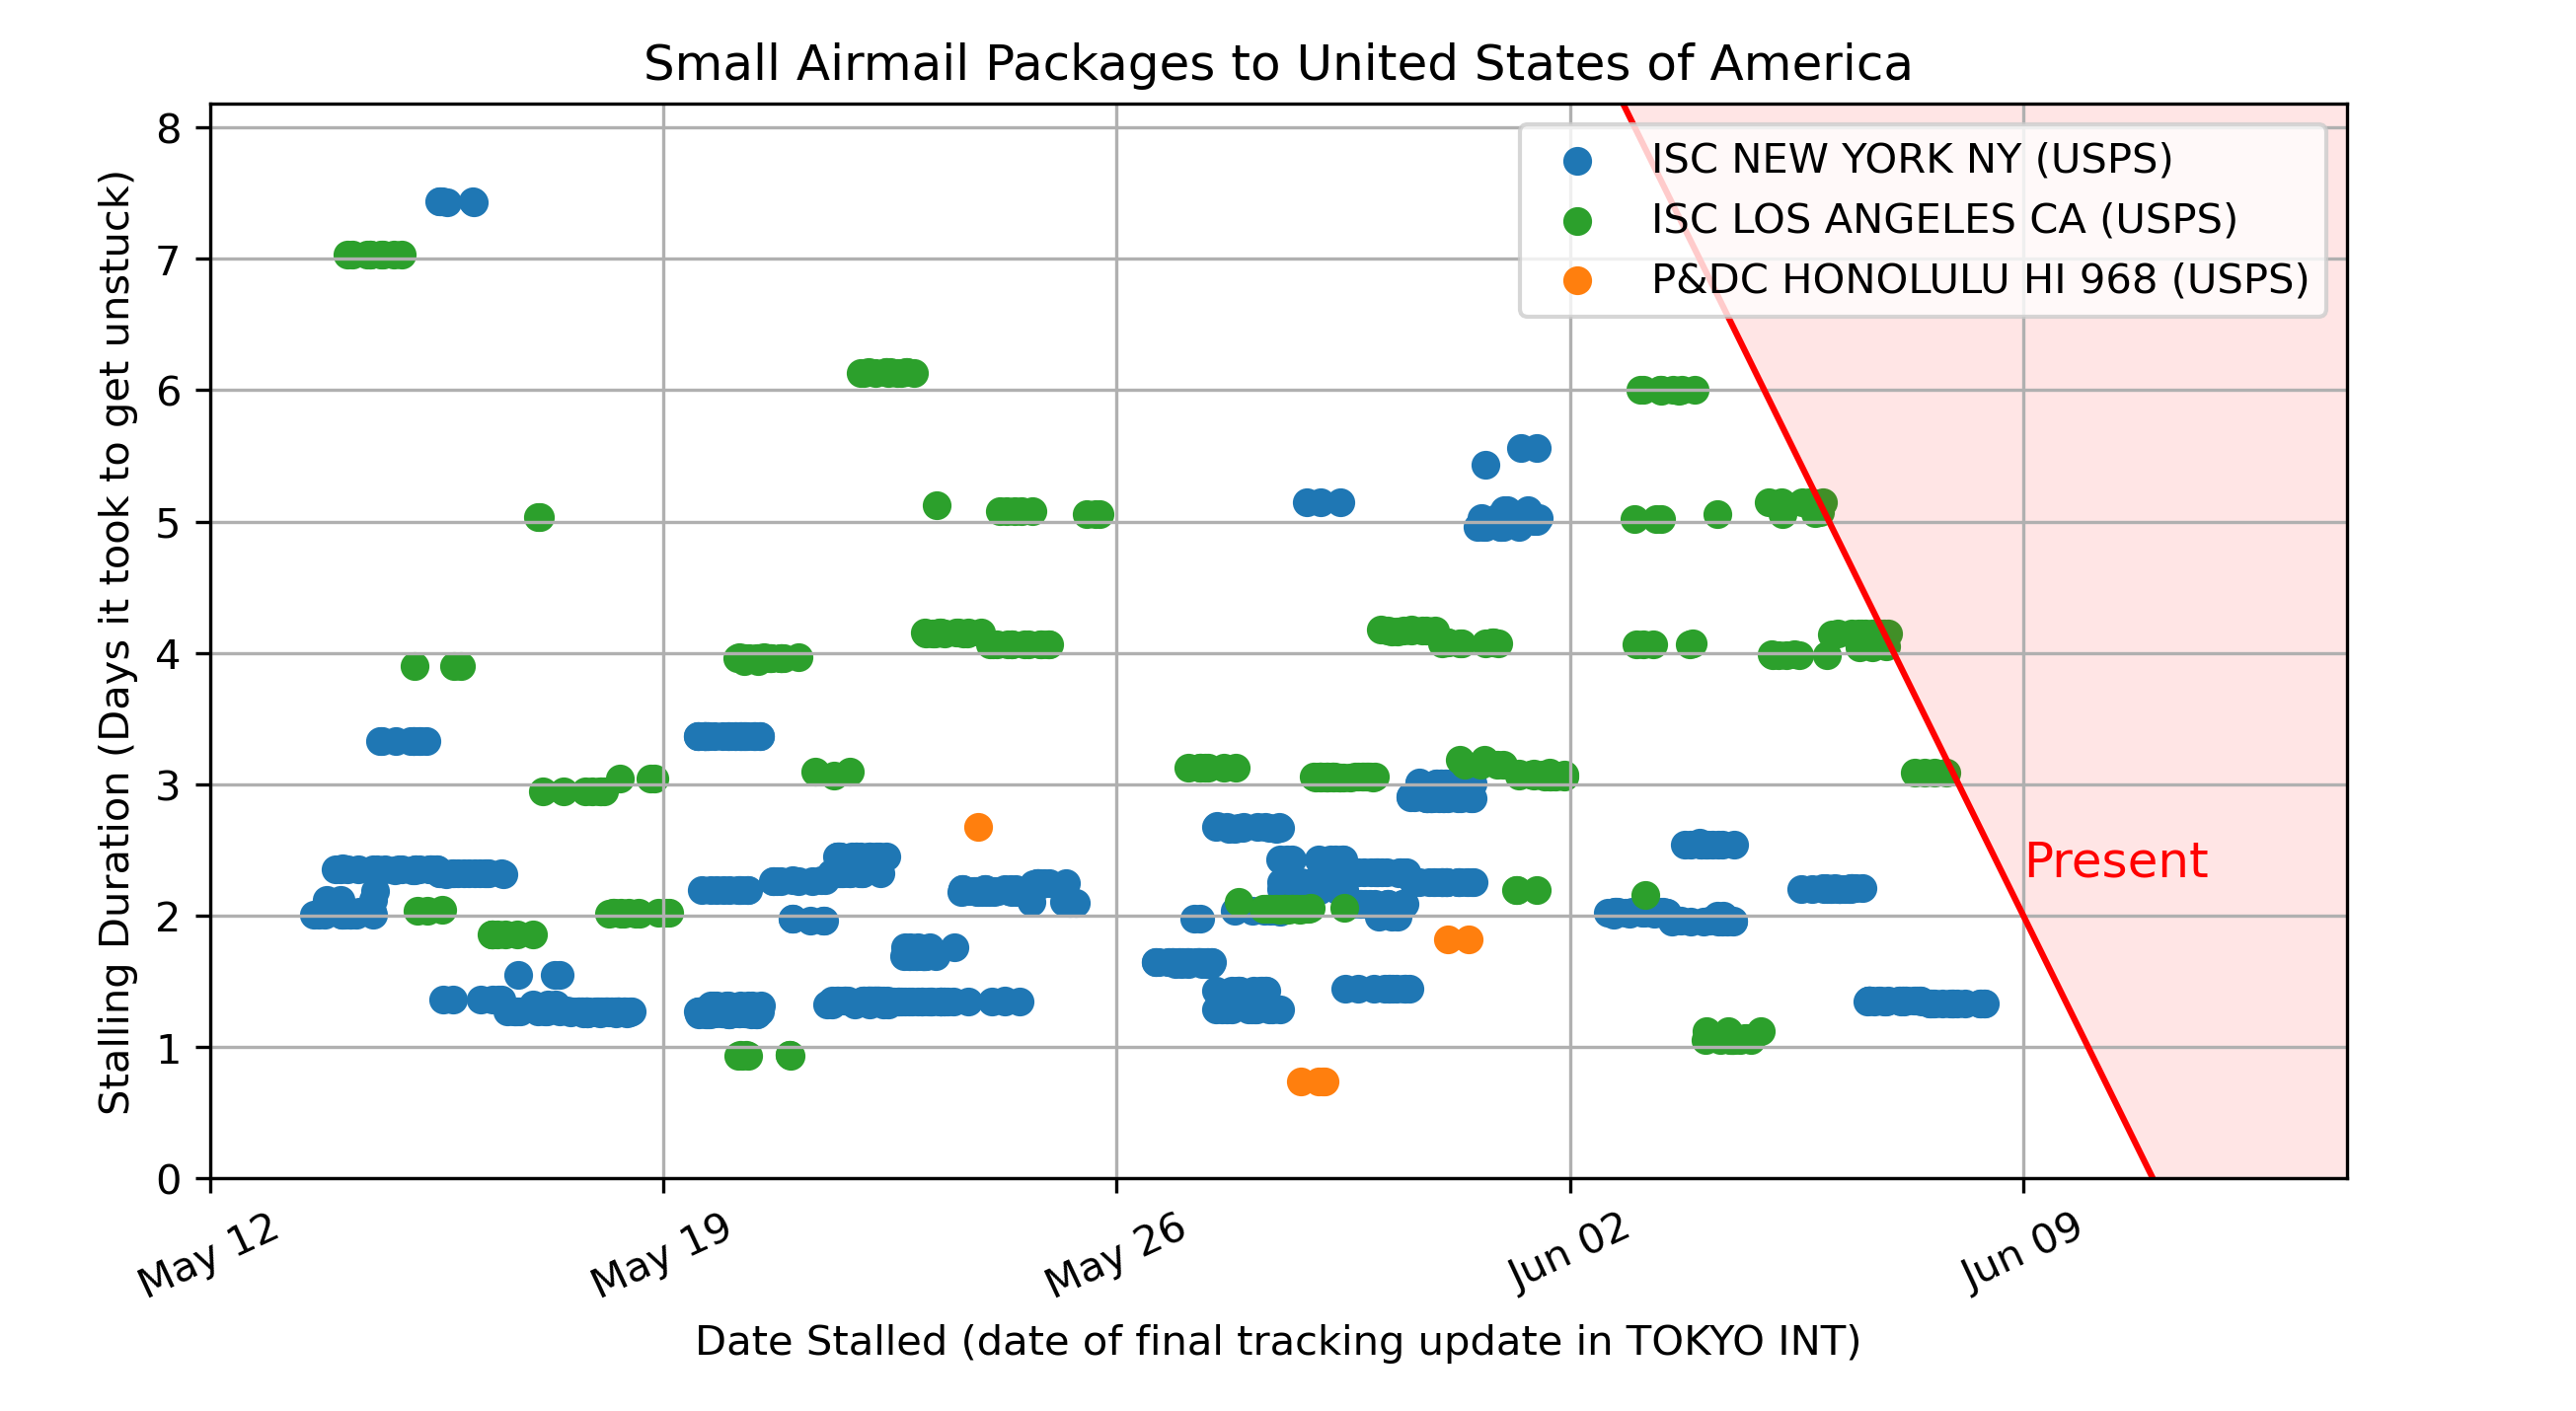 Small Airmail Packages to United States of America
Stalling Duration (Days it took to get unstuck)
8
7
6
5
4
3
2
1
0
ISC NEW YORK NY (USPS)
ISC LOS ANGELES CA (USPS)
P&DC HONOLULU HI 968 (USPS)
Present
May 12
May 19
May 26
Jun 02
Jun 09
Date Stalled (date of final tracking update in TOKYO INT)